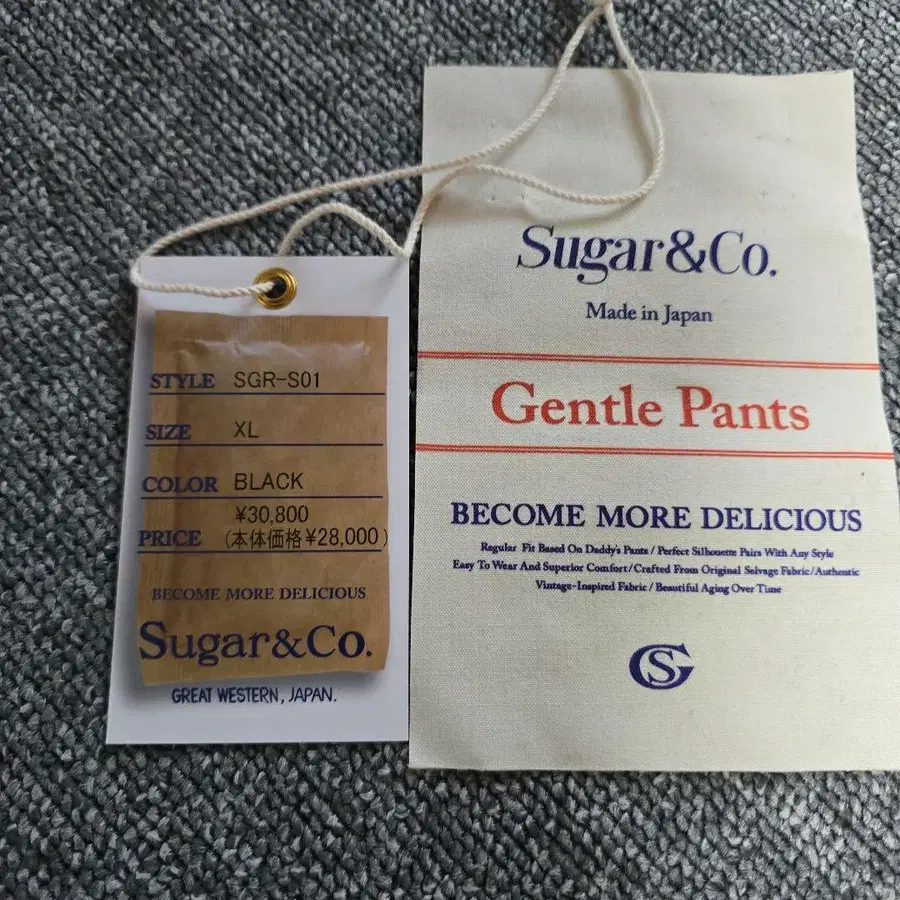 STYLE SGR-S01
SIZE XL
COLOR BLACK
¥30,800
PRICE (本体価格¥28,000)
BECOME MORE DELICIOUS
Sugar&Co.
GREAT WESTERN, JAPAN.
Sugar&Co.
Made in Japan
Gentle Pants
BECOME MORE DELICIOUS
Regular Fit Based On Daddy's Pants / Perfect Silhouette Pairs With Any Style
Easy To Wear And Superior Comfort/Crafted From Original Selvage Fabric/Authentic
Vintage-Inspired Fabric / Beautiful Aging Over Time
SG